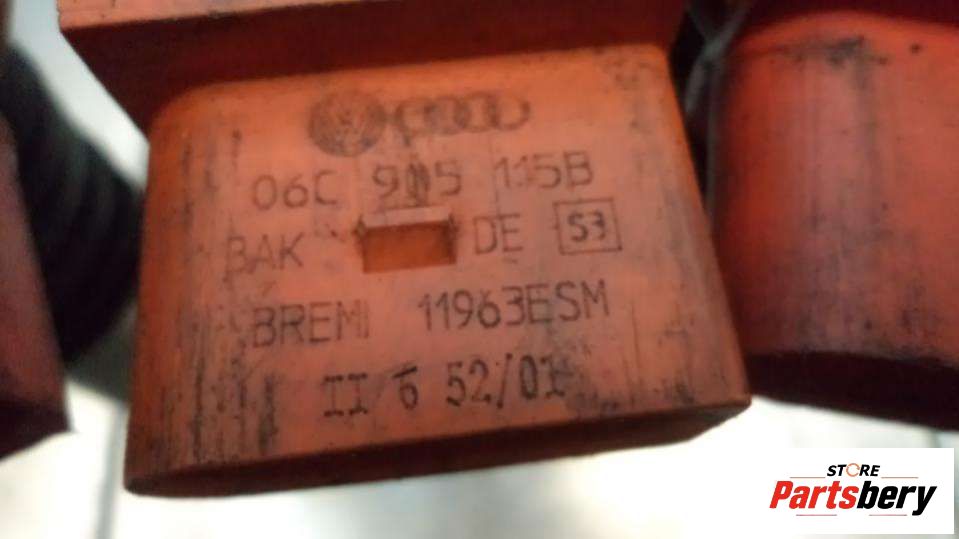 06C 905 115B
BAK DE 53
BREMI 11963ESM
II/6 52/01
STORE
Partsbery